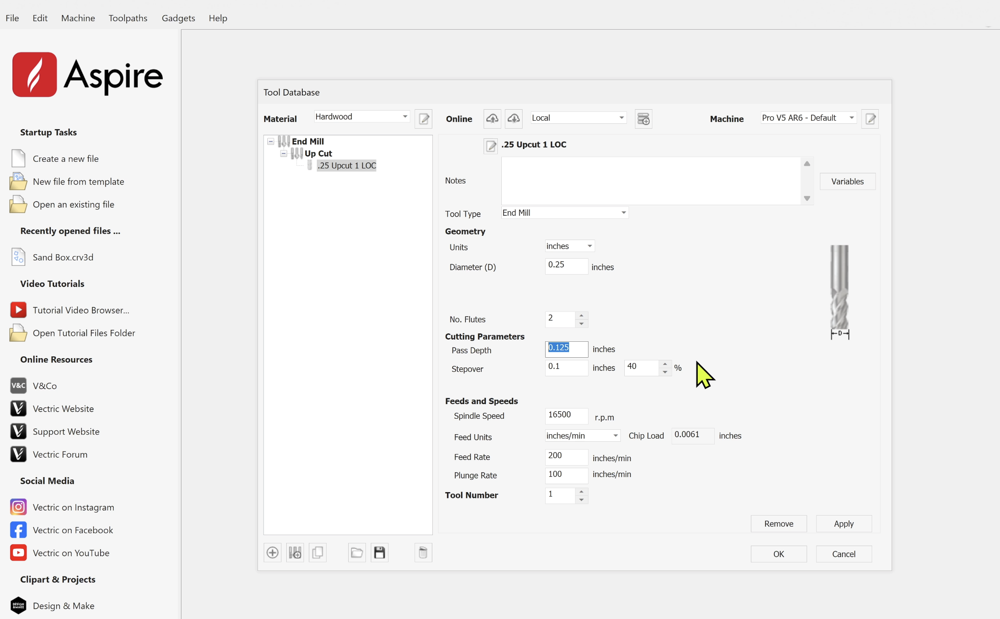 File Edit Machine Toolpaths Gadgets Help
Aspire
Startup Tasks
Create a new file
New file from template
Open an existing file
Recently opened files ...
Sand Box.crv3d
Video Tutorials
Tutorial Video Browser...
Open Tutorial Files Folder
Online Resources
V&C V&Co
Vectric Website
Support Website
Vectric Forum
Social Media
Vectric on Instagram
Vectric on Facebook
Vectric on YouTube
Clipart & Projects
DESIGN &MAKE Design & Make
Tool Database
Material Hardwood Online Local Machine Pro V5 AR6 - Default
End Mill
Up Cut
.25 Upcut 1 LOC
.25 Upcut 1 LOC
Notes Variables
Tool Type End Mill
Geometry
Units inches
Diameter (D) 0.25 inches
No. Flutes 2
D
Cutting Parameters
Pass Depth 0.125 inches
Stepover 0.1 inches 40 %
Feeds and Speeds
Spindle Speed 16500 r.p.m
Feed Units inches/min Chip Load 0.0061 inches
Feed Rate 200 inches/min
Plunge Rate 100 inches/min
Tool Number 1
Remove Apply
OK Cancel